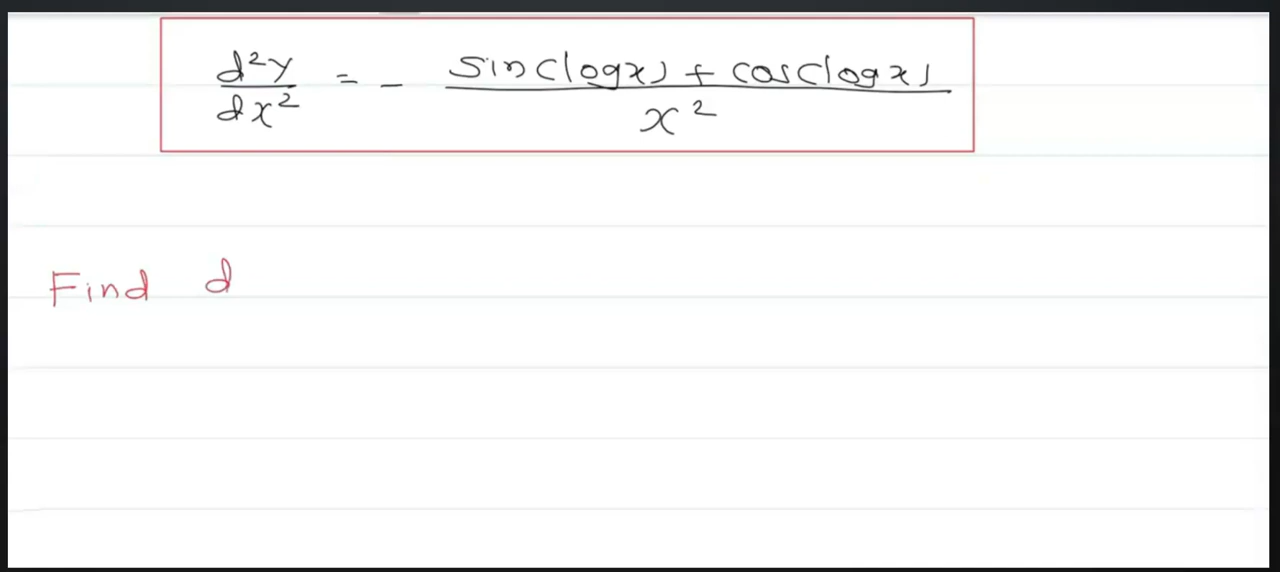 d²y/dx² = - (sin(logx) + cos(logx))/x²
Find d